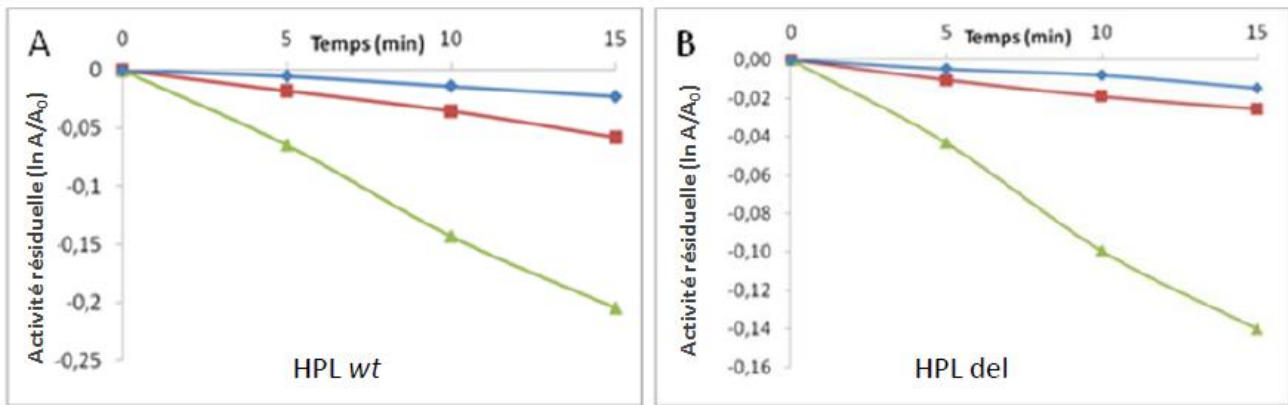 A
0 5 Temps (min) 10 15
0
-0,05
-0,1
-0,15
-0,2
-0,25
Activité résiduelle (ln A/A₀)
HPL wt
B
0 5 Temps (min) 10 15
0,00
-0,02
-0,04
-0,06
-0,08
-0,10
-0,12
-0,14
-0,16
Activité résiduelle (ln A/A₀)
HPL del